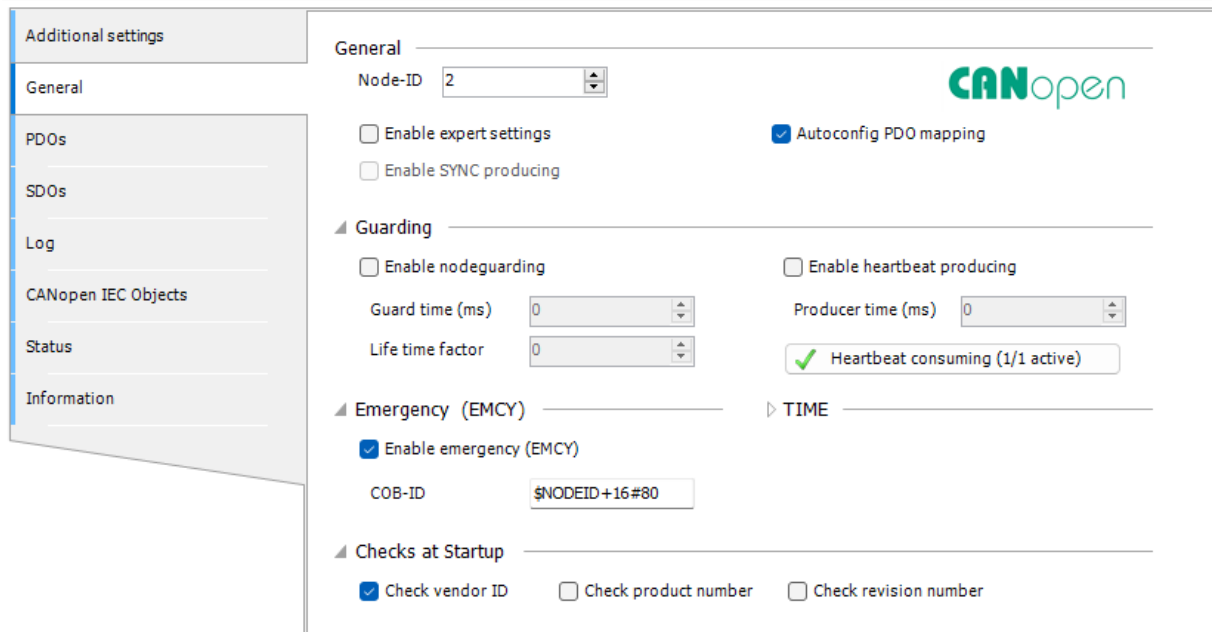 Additional settings
General
PDOs
SDOs
Log
CANopen IEC Objects
Status
Information
General
Node-ID 2
CANopen
Enable expert settings
Autoconfig PDO mapping
Enable SYNC producing
Guarding
Enable nodeguarding
Enable heartbeat producing
Guard time (ms) 0
Producer time (ms) 0
Life time factor 0
Heartbeat consuming (1/1 active)
Emergency (EMCY)
TIME
Enable emergency (EMCY)
COB-ID $NODEID+16#80
Checks at Startup
Check vendor ID
Check product number
Check revision number